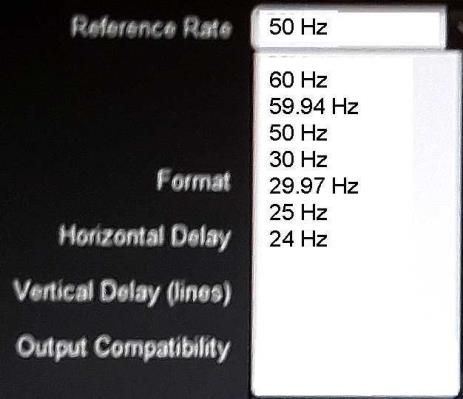 Reference Rate 50 Hz
60 Hz
59.94 Hz
50 Hz
30 Hz
Format 29.97 Hz
25 Hz
Horizontal Delay 24 Hz
Vertical Delay (lines)
Output Compatibility